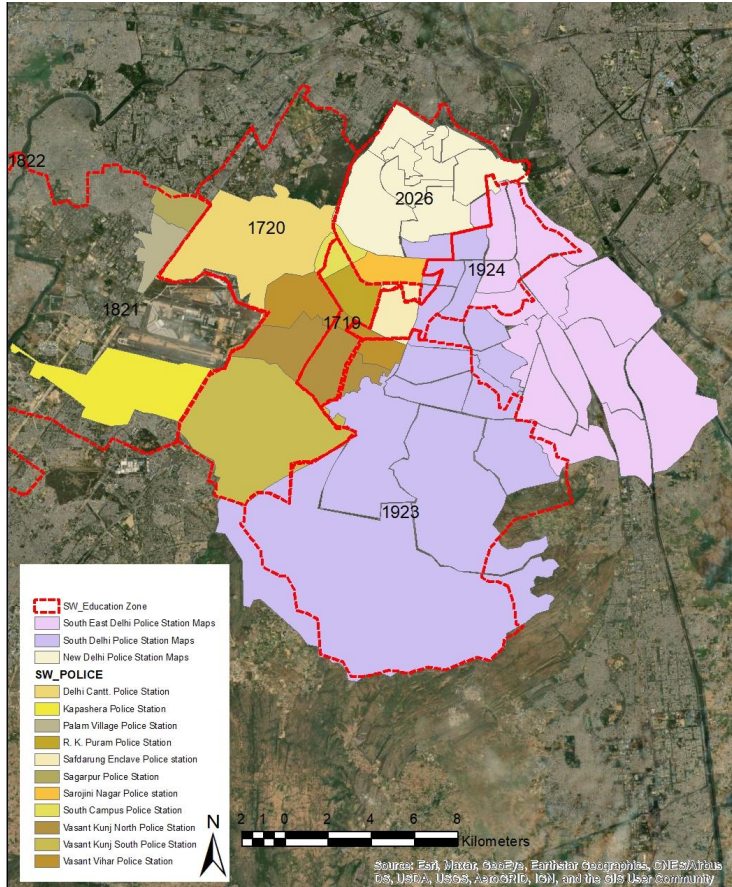 1822
2026
1720
1924
1821
1719
1923
SW_Education Zone
South East Delhi Police Station Maps
South Delhi Police Station Maps
New Delhi Police Station Maps
SW_POLICE
Delhi Cantt. Police Station
Kapashera Police Station
Palam Village Police Station
R. K. Puram Police Station
Safdarung Enclave Police station
Sagarpur Police Station
Sarojini Nagar Police station
South Campus Police Station
Vasant Kunj North Police Station
Vasant Kunj South Police Station
Vasant Vihar Police Station
N
2 1 0 2 4 6 8
Kilometers
Source: Esri, Maxar, GeoEye, Earthstar Geographics, CNES/Airbus
DS, USDA, USGS, AeroGRID, IGN, and the GIS User Community